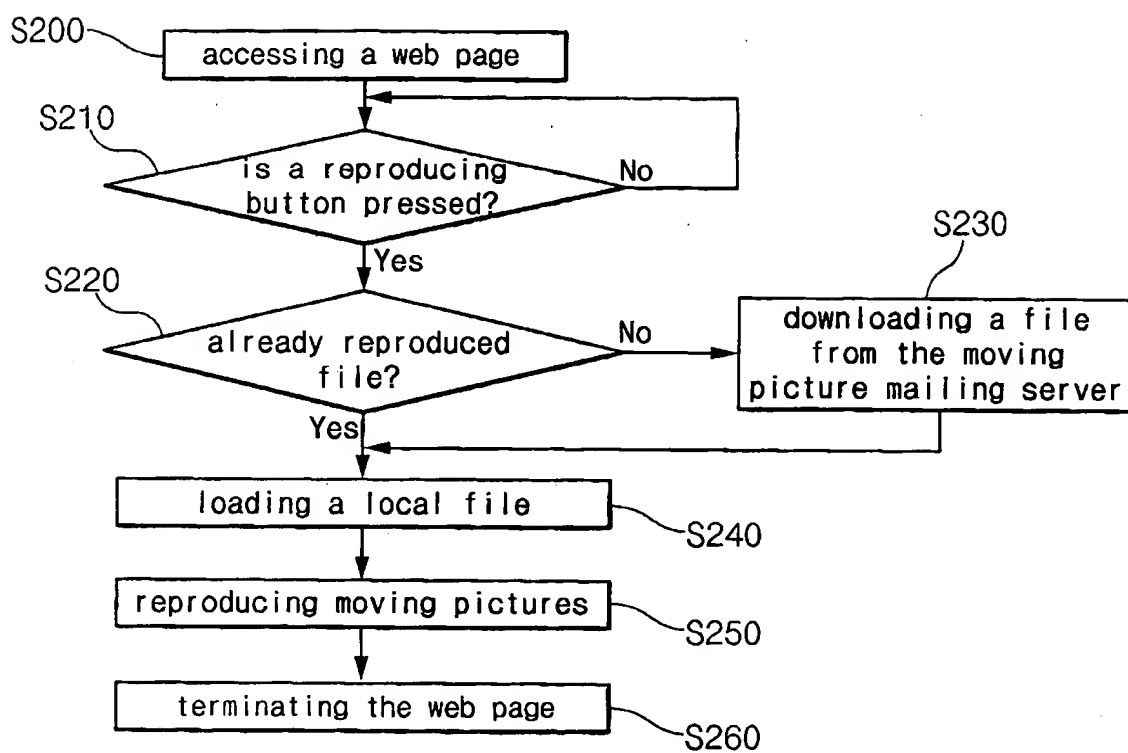 S200
accessing a web page
S210
is a reproducing
button pressed?
No
Yes
S220
already reproduced
file?
No
Yes
S230
downloading a file
from the moving
picture mailing server
loading a local file
S240
reproducing moving pictures
S250
terminating the web page
S260